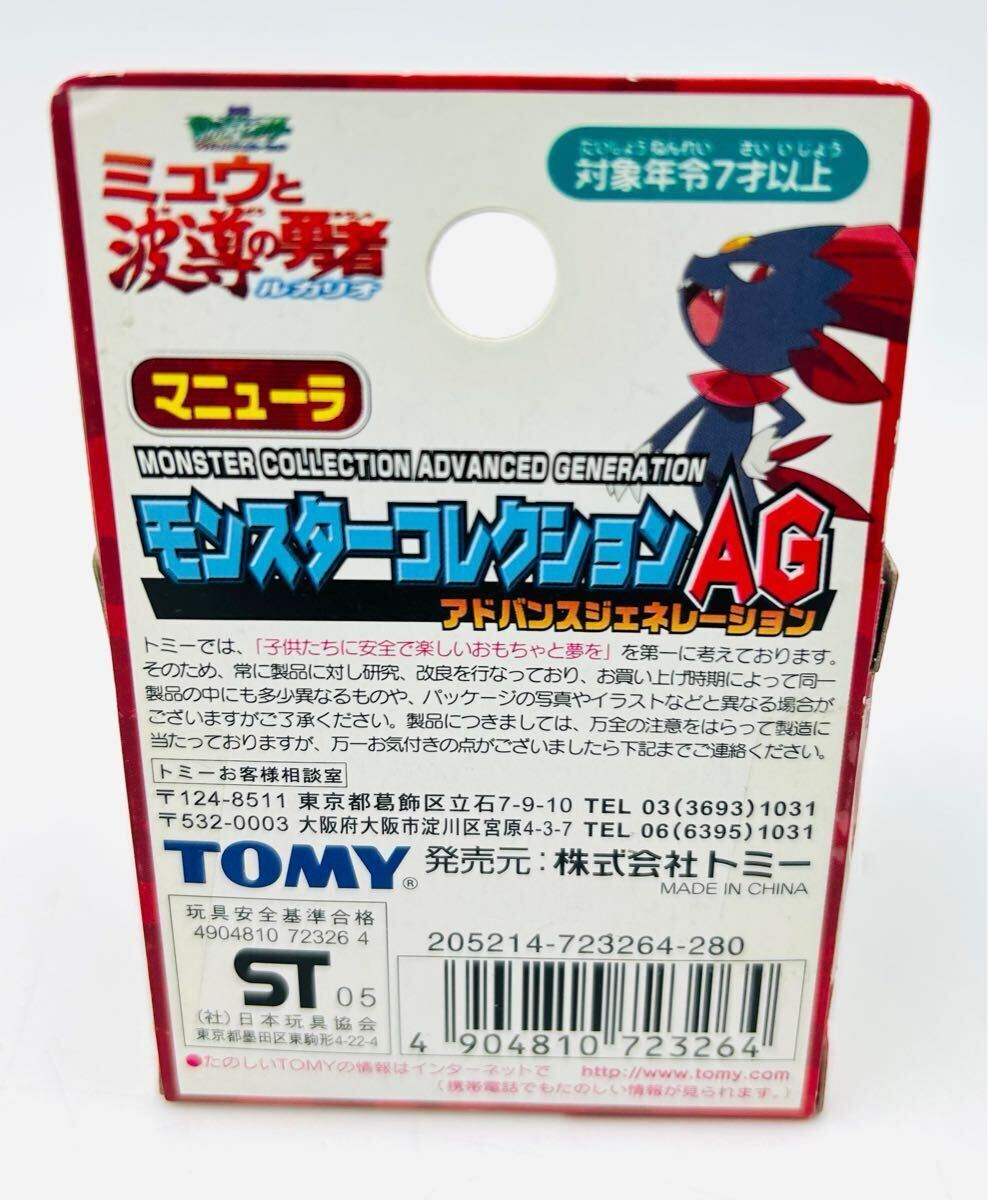 ミュウと
波導の勇者
ルカリオ
たいしょうねんれい さいいじょう
対象年令7才以上
マニューラ
MONSTER COLLECTION ADVANCED GENERATION
モンスターコレクションAG
アドバンスジェネレーション
トミーでは、「子供たちに安全で楽しいおもちゃと夢を」を第一に考えております。
そのため、常に製品に対し研究、改良を行なっており、お買い上げ時期によって同一
製品の中にも多少異なるものや、パッケージの写真やイラストなどと異なる場合が
ございますがご了承ください。製品につきましては、万全の注意をはらって製造に
当たっておりますが、万一お気付きの点がございましたら下記までご連絡ください。
トミーお客様相談室
〒124-8511 東京都葛飾区立石7-9-10 TEL 03(3693)1031
〒532-0003 大阪府大阪市淀川区宮原4-3-7 TEL 06(6395)1031
TOMY® 発売元:株式会社トミー
MADE IN CHINA
玩具安全基準合格
4904810 72326 4
ST 05
(社)日本玩具協会
東京都墨田区東駒形4-22-4
205214-723264-280
4 904810 723264
●たのしいTOMYの情報はインターネットで http://www.tomy.com
(携帯電話でもたのしい情報が見られます。)